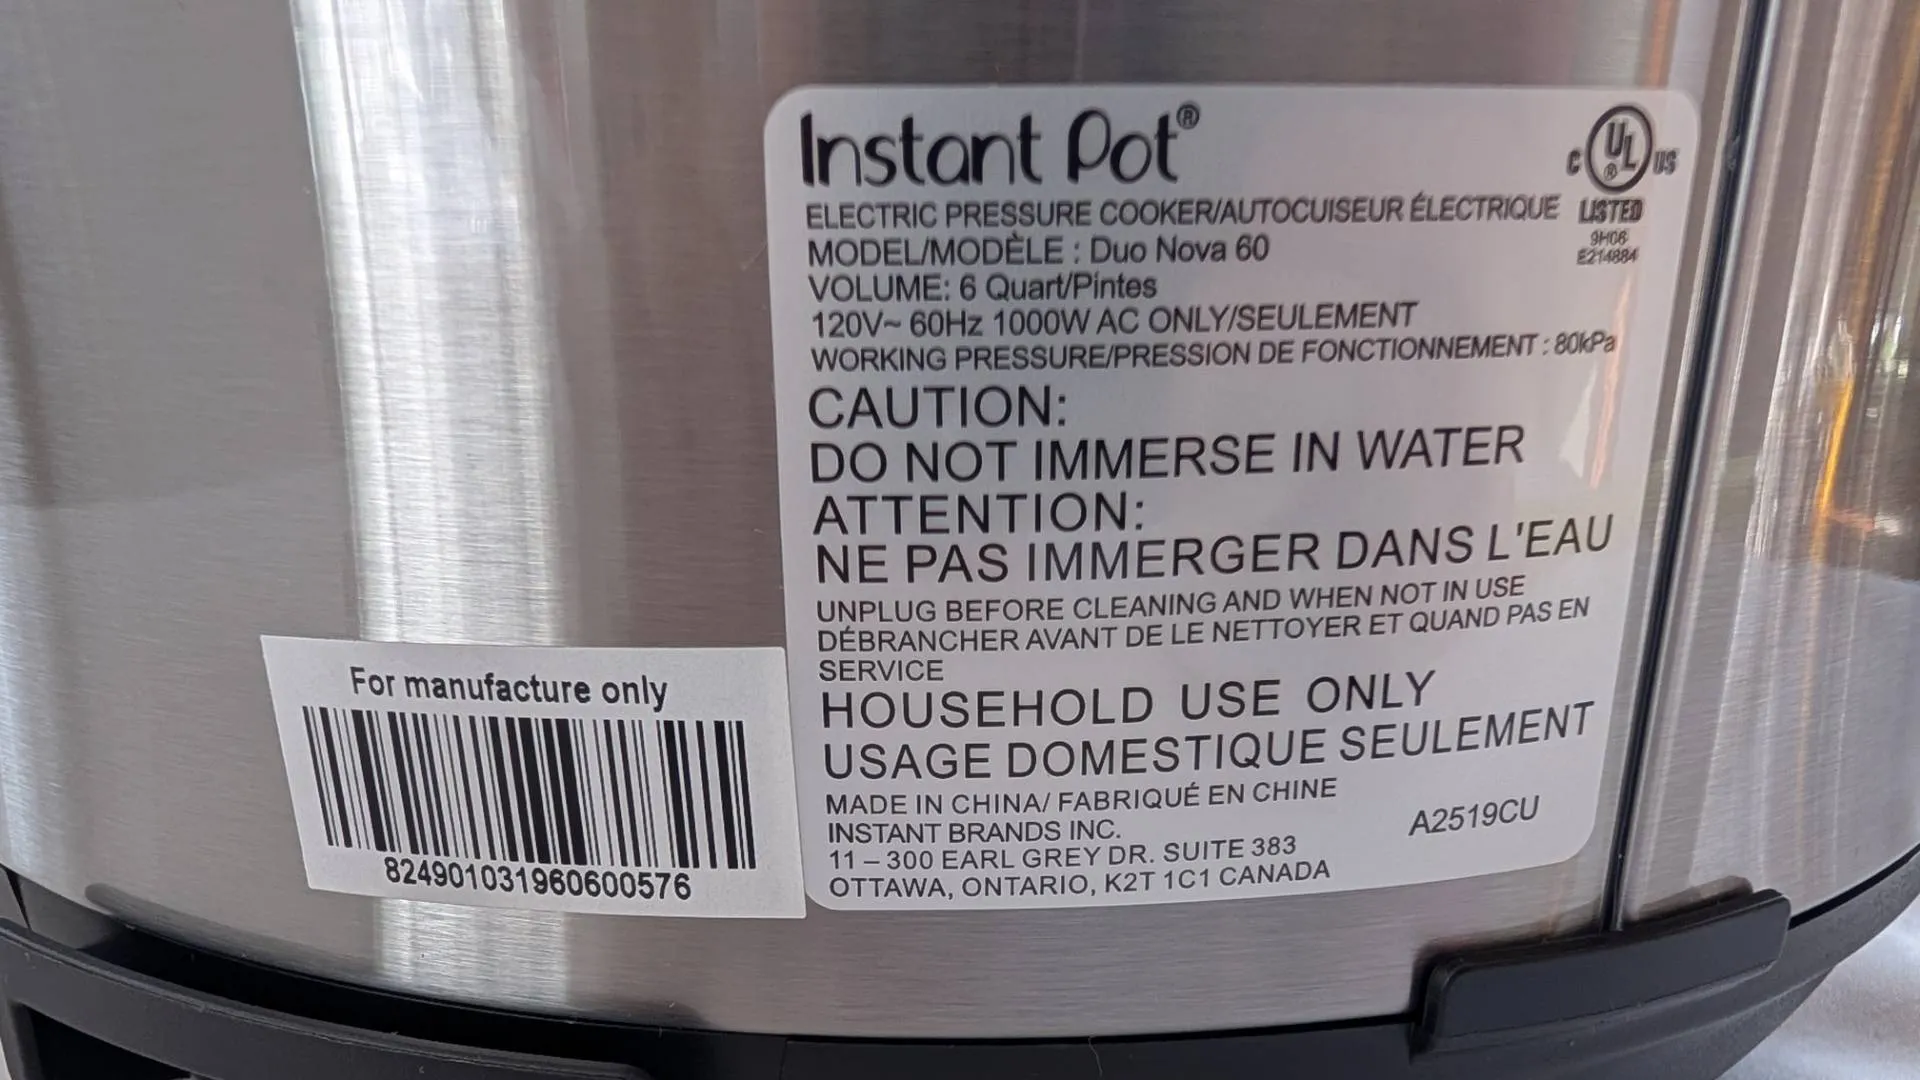 Instant Pot®
C UL® US
LISTED
9H06
E214884
ELECTRIC PRESSURE COOKER/AUTOCUISEUR ÉLECTRIQUE
MODEL/MODÈLE : Duo Nova 60
VOLUME: 6 Quart/Pintes
120V~ 60Hz 1000W AC ONLY/SEULEMENT
WORKING PRESSURE/PRESSION DE FONCTIONNEMENT : 80kPa
CAUTION:
DO NOT IMMERSE IN WATER
ATTENTION:
NE PAS IMMERGER DANS L'EAU
UNPLUG BEFORE CLEANING AND WHEN NOT IN USE
DÉBRANCHER AVANT DE LE NETTOYER ET QUAND PAS EN
SERVICE
HOUSEHOLD USE ONLY
USAGE DOMESTIQUE SEULEMENT
MADE IN CHINA/ FABRIQUÉ EN CHINE
INSTANT BRANDS INC.
11 – 300 EARL GREY DR. SUITE 383
OTTAWA, ONTARIO, K2T 1C1 CANADA
A2519CU
For manufacture only
824901031960600576